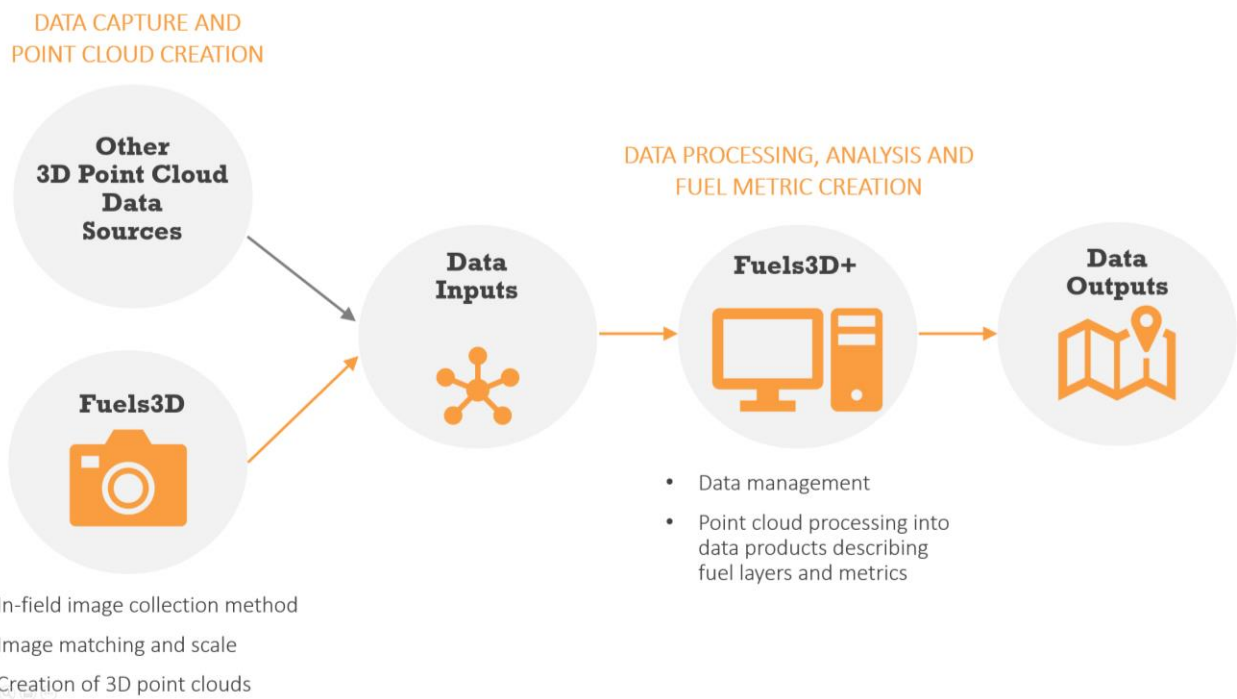 DATA CAPTURE AND
POINT CLOUD CREATION
Other
3D Point Cloud
Data
Sources
Fuels3D
In-field image collection method
Image matching and scale
Creation of 3D point clouds
Data
Inputs
DATA PROCESSING, ANALYSIS AND
FUEL METRIC CREATION
Fuels3D+
• Data management
• Point cloud processing into
data products describing
fuel layers and metrics
Data
Outputs